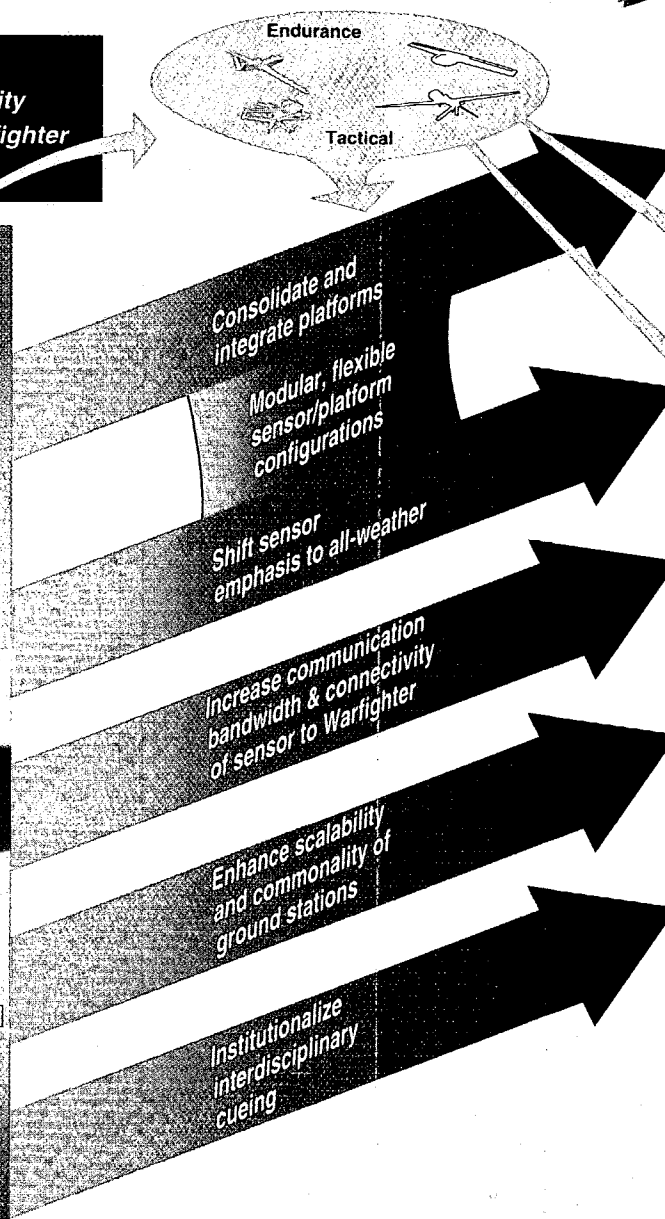 Endurance
Tactical
ity
ighter
Consolidate and
integrate platforms
Modular, flexible
sensor/platform
configurations
Shift sensor
emphasis to all-weather
Increase communication
bandwidth & connectivity
of sensor to Warfighter
Enhance scalability
and commonality of
ground stations
Institutionalize
interdisciplinary
cueing